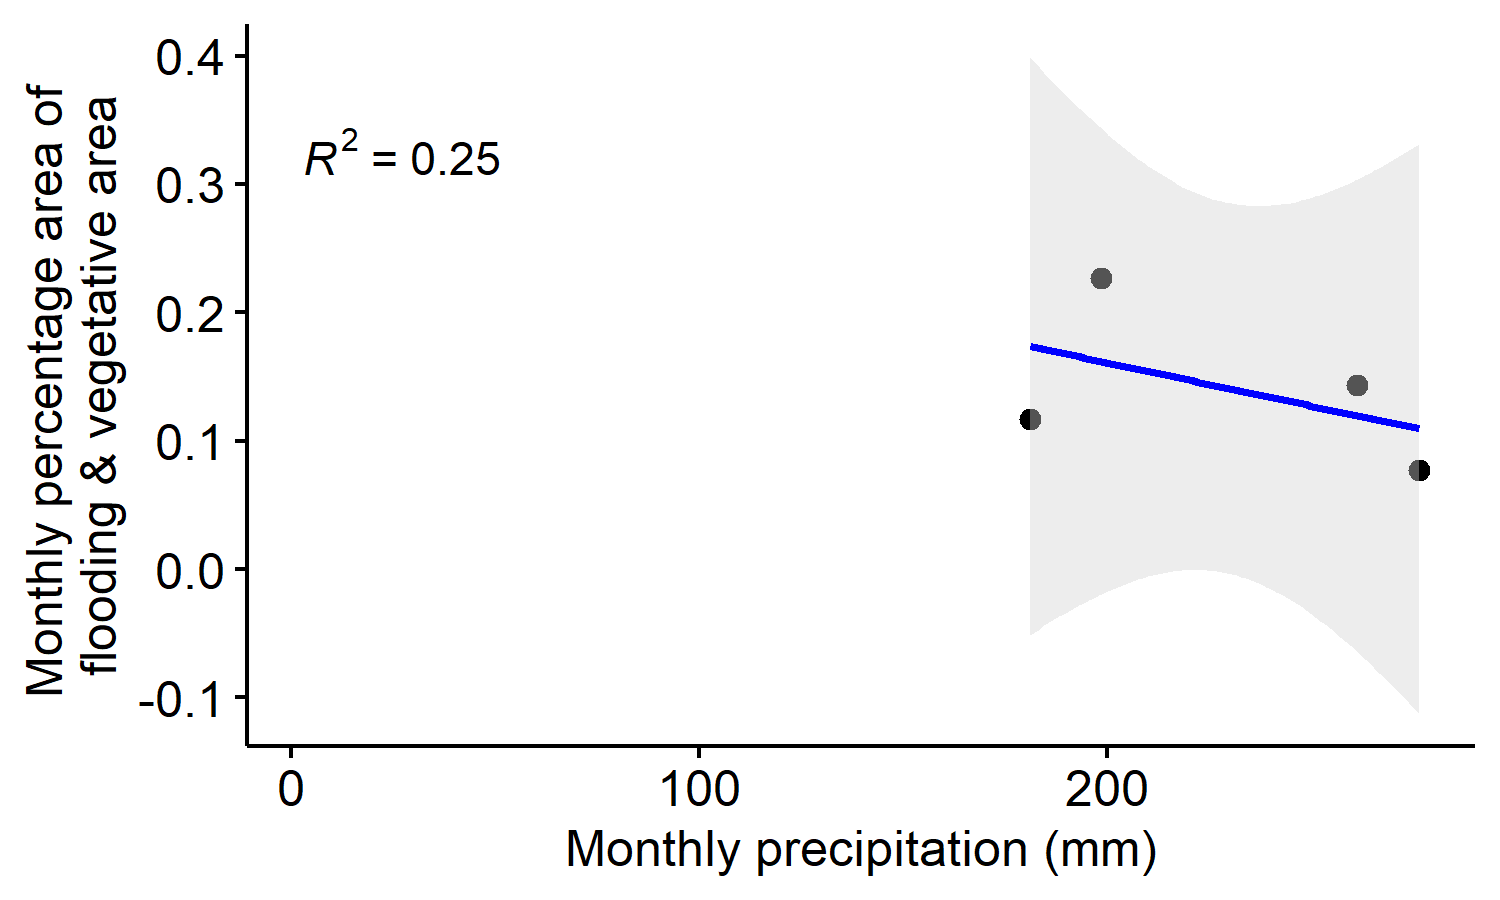 Monthly percentage area of
flooding & vegetative area
0.4
0.3
0.2
0.1
0.0
-0.1
R² = 0.25
0 100 200
Monthly precipitation (mm)